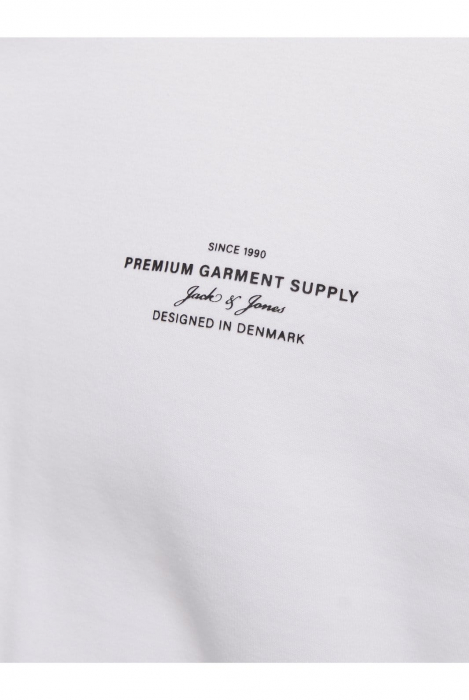 SINCE 1990
PREMIUM GARMENT SUPPLY
Jack & Jones
DESIGNED IN DENMARK